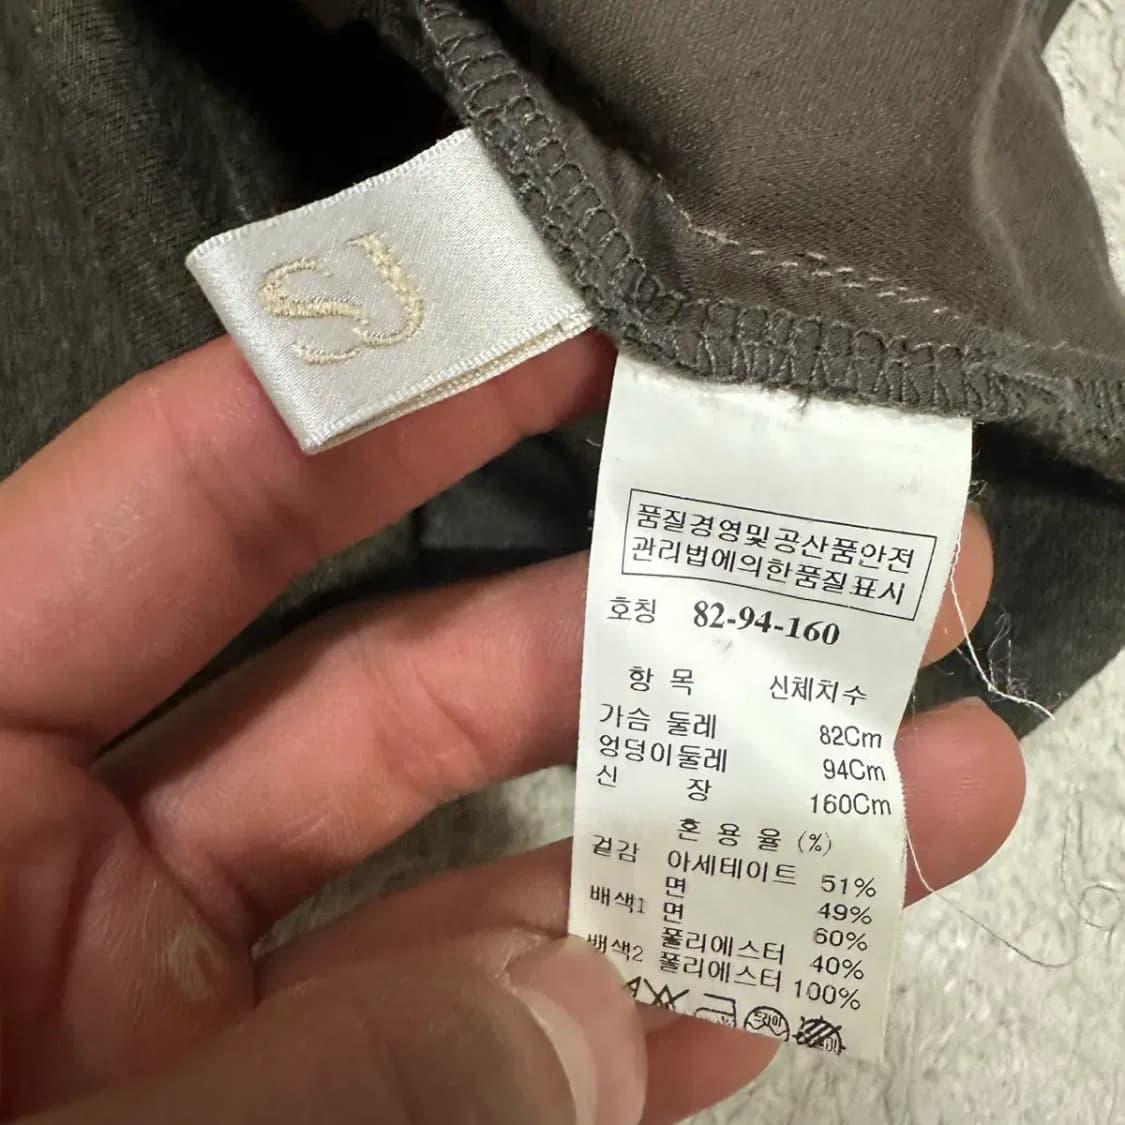 SJ
품질경영및공산품안전
관리법에의한품질표시
호칭 82-94-160
항 목 신체치수
가슴 둘레 82Cm
엉덩이둘레 94Cm
신 장 160Cm
혼 용 율 (%)
겉감 아세테이트 51%
면 49%
배색1 면 60%
폴리에스터 40%
배색2 폴리에스터 100%
드라이